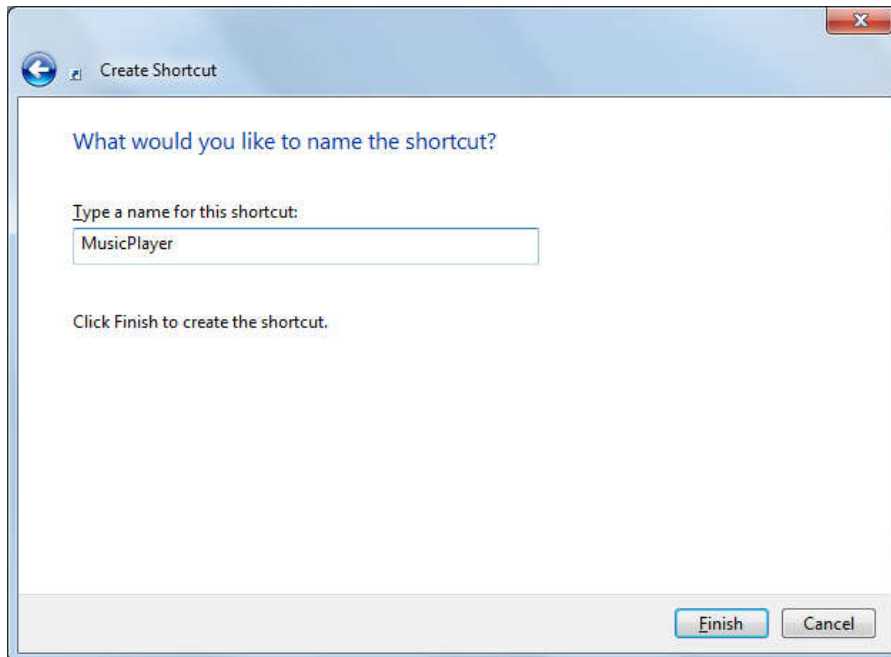 Create Shortcut
What would you like to name the shortcut?
Type a name for this shortcut:
MusicPlayer
Click Finish to create the shortcut.
Finish Cancel